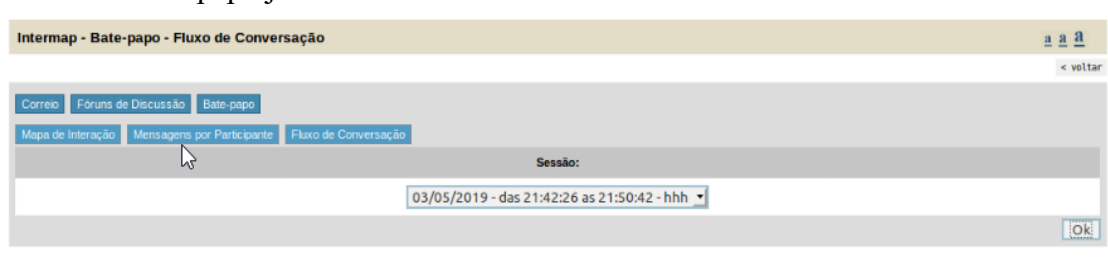 Intermap - Bate-papo - Fluxo de Conversação a a a
< voltar
Correio Fóruns de Discussão Bate-papo
Mapa de Interação Mensagens por Participante Fluxo de Conversação
Sessão:
03/05/2019 - das 21:42:26 as 21:50:42 - hhh
Ok